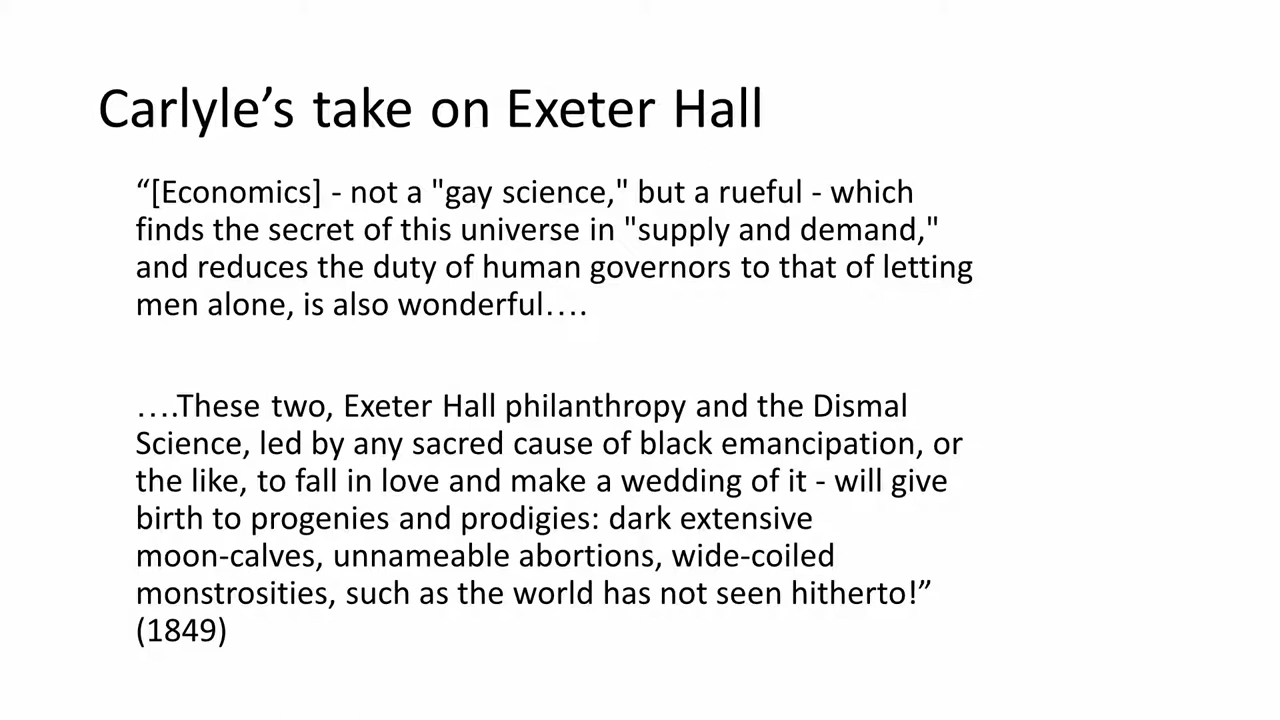 Carlyle’s take on Exeter Hall
“[Economics] - not a "gay science," but a rueful - which
finds the secret of this universe in "supply and demand,"
and reduces the duty of human governors to that of letting
men alone, is also wonderful….
….These two, Exeter Hall philanthropy and the Dismal
Science, led by any sacred cause of black emancipation, or
the like, to fall in love and make a wedding of it - will give
birth to progenies and prodigies: dark extensive
moon-calves, unnameable abortions, wide-coiled
monstrosities, such as the world has not seen hitherto!”
(1849)